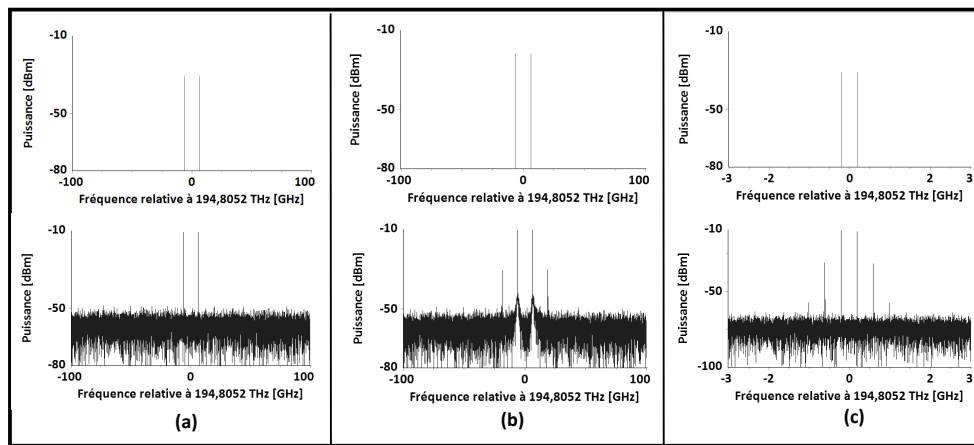 -10
Puissance [dBm]
-50
-80
-100
0
100
Fréquence relative à 194,8052 THz [GHz]
-10
Puissance [dBm]
-50
-80
-100
0
100
Fréquence relative à 194,8052 THz [GHz]
(a)
-10
Puissance [dBm]
-50
-80
-100
0
100
Fréquence relative à 194,8052 THz [GHz]
-10
Puissance [dBm]
-50
-80
-100
0
100
Fréquence relative à 194,8052 THz [GHz]
(b)
-10
Puissance [dBm]
-50
-80
-3
-2
0
2
3
Fréquence relative à 194,8052 THz [GHz]
-10
Puissance [dBm]
-50
-100
-3
-2
0
2
3
Fréquence relative à 194,8052 THz [GHz]
(c)